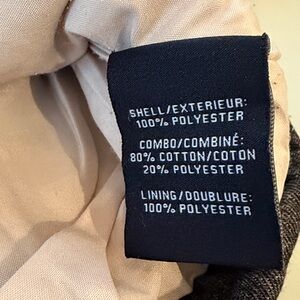 SHELL/EXTERIEUR:
100% POLYESTER
COMBO/COMBINÉ:
80% COTTON/COTON
20% POLYESTER
LINING/DOUBLURE:
100% POLYESTER